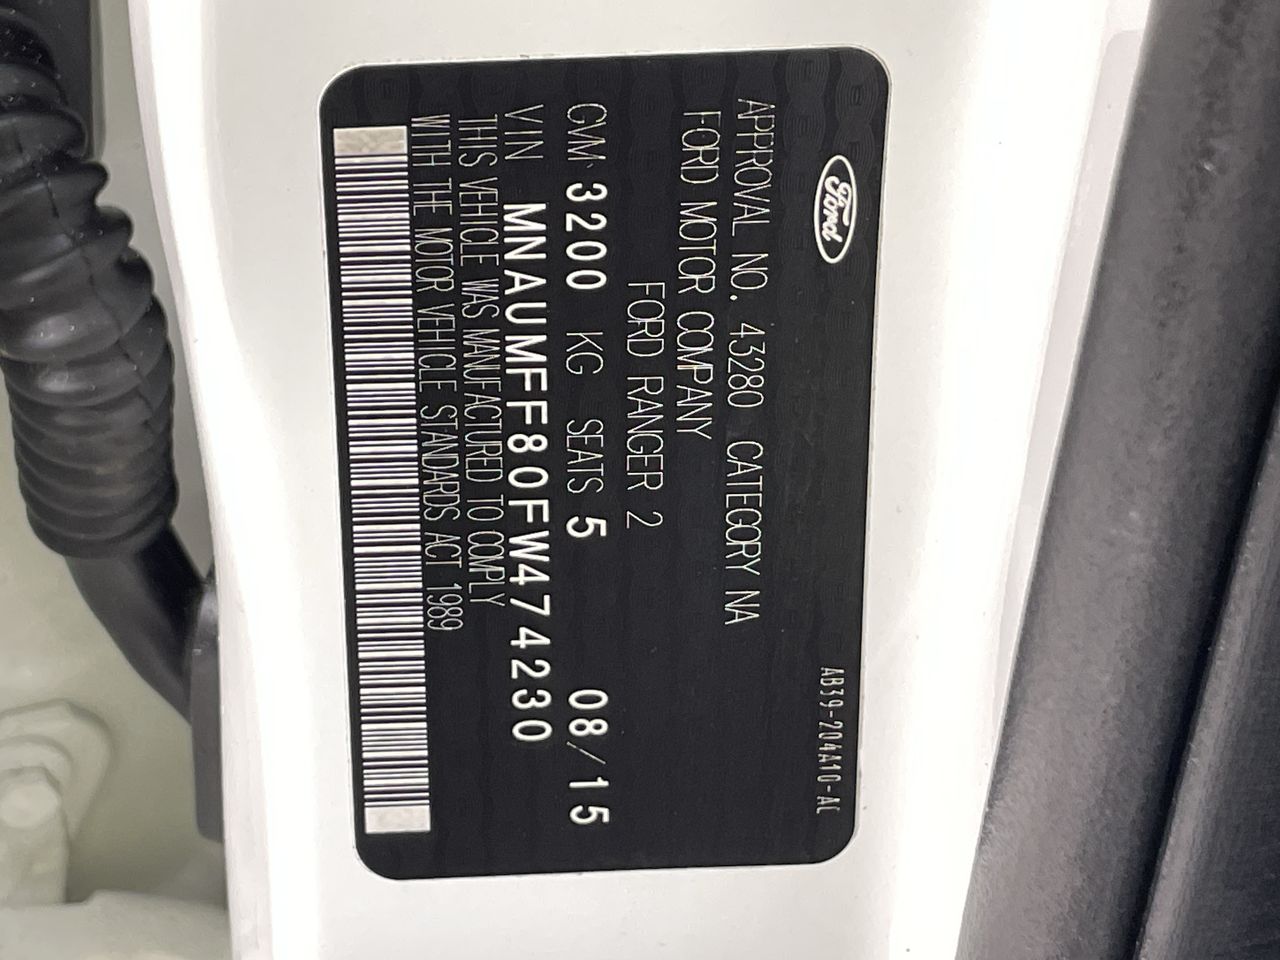 Ford
AB39-204A10-AC
APPROVAL NO. 43280 CATEGORY NA
FORD MOTOR COMPANY
FORD RANGER 2
GVM 3200 KG SEATS 5 08/15
VIN MNAUMFF80FW474230
THIS VEHICLE WAS MANUFACTURED TO COMPLY
WITH THE MOTOR VEHICLE STANDARDS ACT 1989